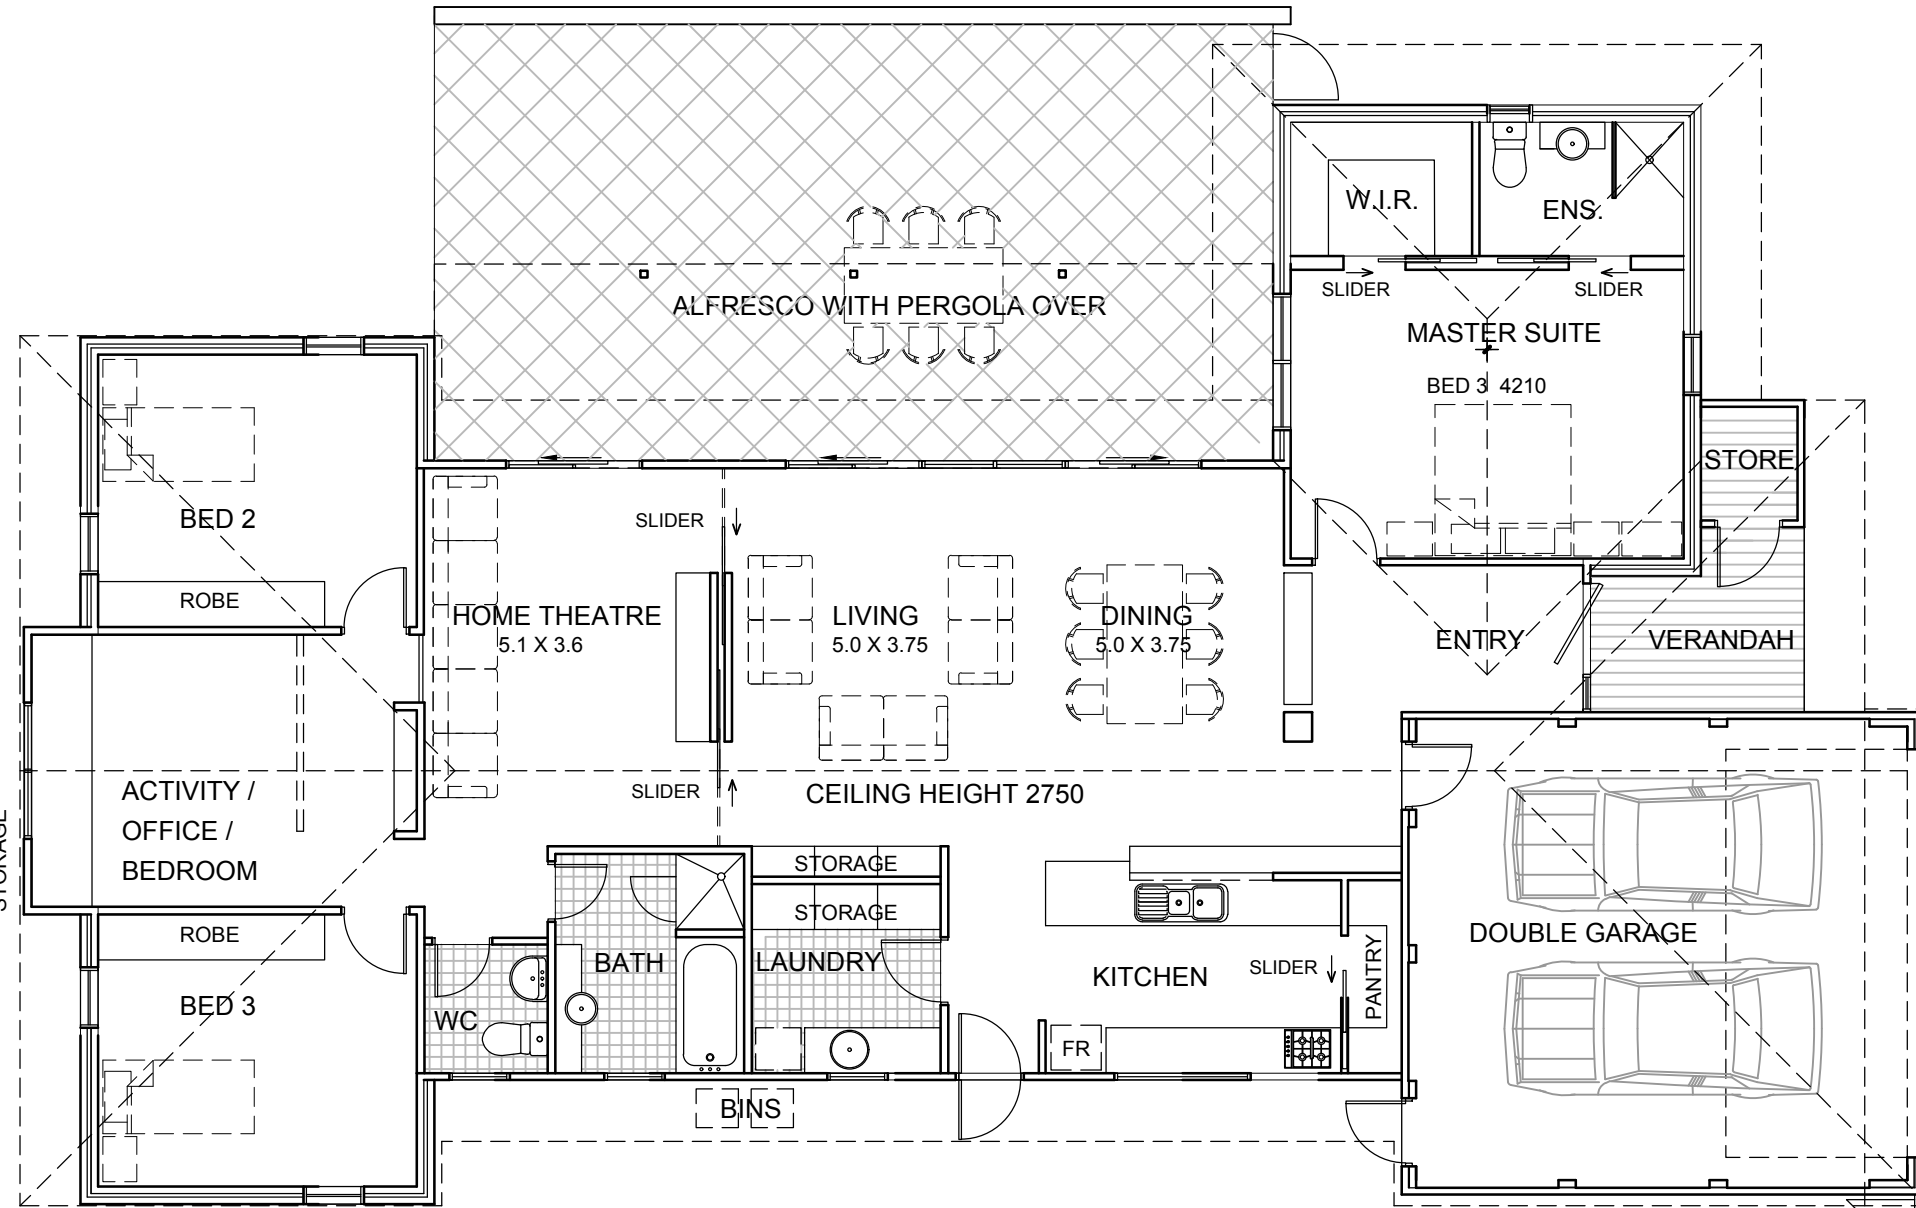 W.I.R.
ENS.
SLIDER
SLIDER
ALFRESCO WITH PERGOLA OVER
MASTER SUITE
BED 3 4210
STORE
BED 2
SLIDER
ROBE
HOME THEATRE
5.1 X 3.6
LIVING
5.0 X 3.75
DINING
5.0 X 3.75
ENTRY
VERANDAH
ACTIVITY /
OFFICE /
BEDROOM
STORAGE
SLIDER
CEILING HEIGHT 2750
STORAGE
STORAGE
ROBE
BATH
LAUNDRY
KITCHEN
SLIDER
PANTRY
DOUBLE GARAGE
BED 3
WC
FR
BINS